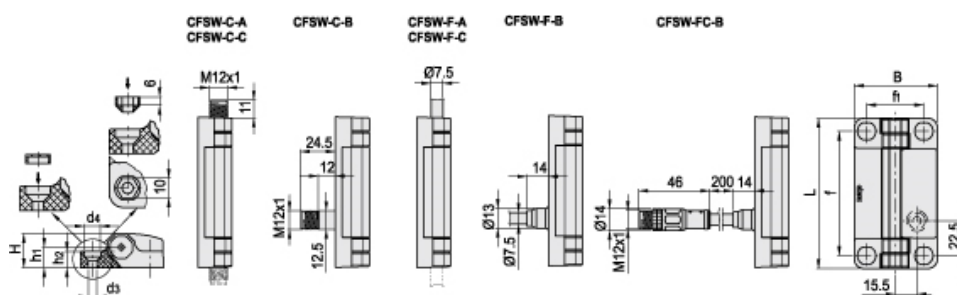 CFSW-C-A
CFSW-C-C
CFSW-C-B
CFSW-F-A
CFSW-F-C
CFSW-F-B
CFSW-FC-B
M12x1
11
6
10
d4
H
h1
h2
d3
24.5
12
M12x1
12.5
Ø7.5
14
Ø13
Ø7.5
46
200
14
Ø14
M12x1
B
f1
L
f
22.5
15.5